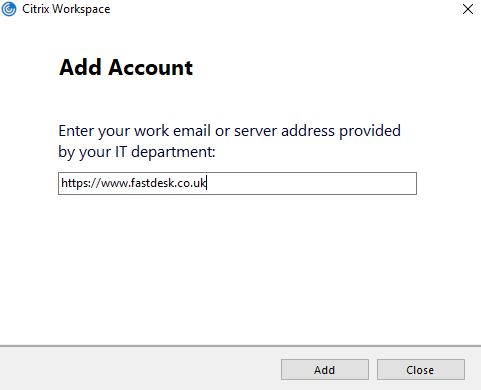 Citrix Workspace
Add Account
Enter your work email or server address provided
by your IT department:
https://www.fastdesk.co.uk
Add
Close